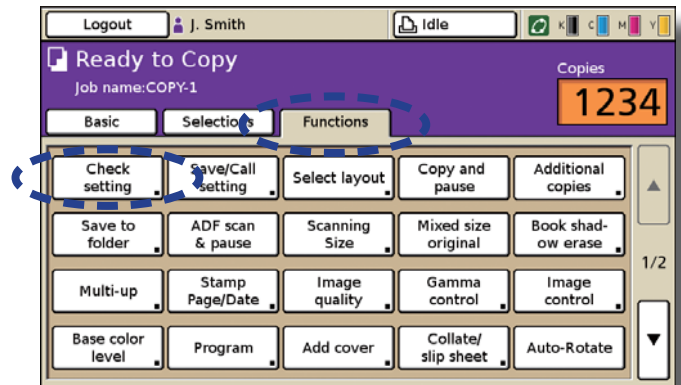 Logout J. Smith Idle K C M Y
Ready to Copy Copies
Job name:COPY-1 1234
Basic Selections Functions
Check setting
Save/Call setting
Select layout
Copy and pause
Additional copies
Save to folder
ADF scan & pause
Scanning Size
Mixed size original
Book shad-ow erase
1/2
Multi-up
Stamp Page/Date
Image quality
Gamma control
Image control
Base color level
Program
Add cover
Collate/ slip sheet
Auto-Rotate